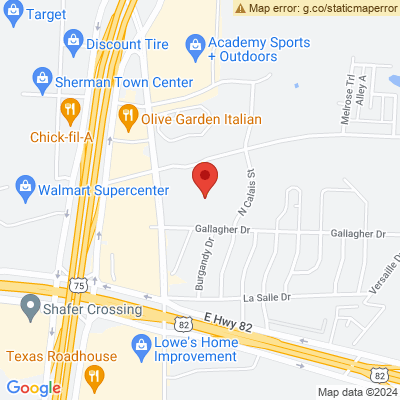 Map error: g.co/staticmaperror
Target
Discount Tire
Academy Sports
+ Outdoors
Sherman Town Center
Melrose Trl
Alley A
Chick-fil-A
Olive Garden Italian
Walmart Supercenter
N Calais St
Gallagher Dr
Gallagher Dr
Burgandy Dr
Versaille Dr
75
La Salle Dr
Shafer Crossing
E Hwy 82
82
Lowe's Home
Improvement
Texas Roadhouse
82
Google
Map data ©2024